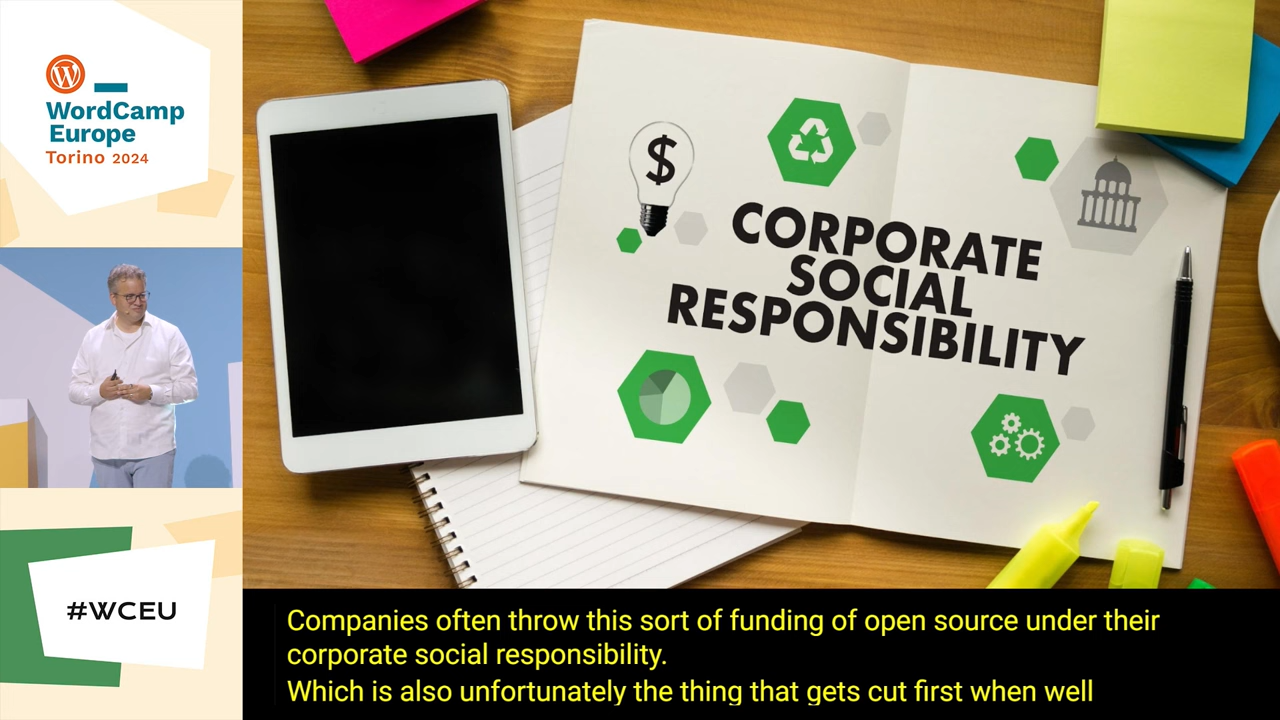 WordCamp
Europe
Torino 2024
#WCEU
$
CORPORATE
SOCIAL
RESPONSIBILITY
Companies often throw this sort of funding of open source under their
corporate social responsibility.
Which is also unfortunately the thing that gets cut first when well